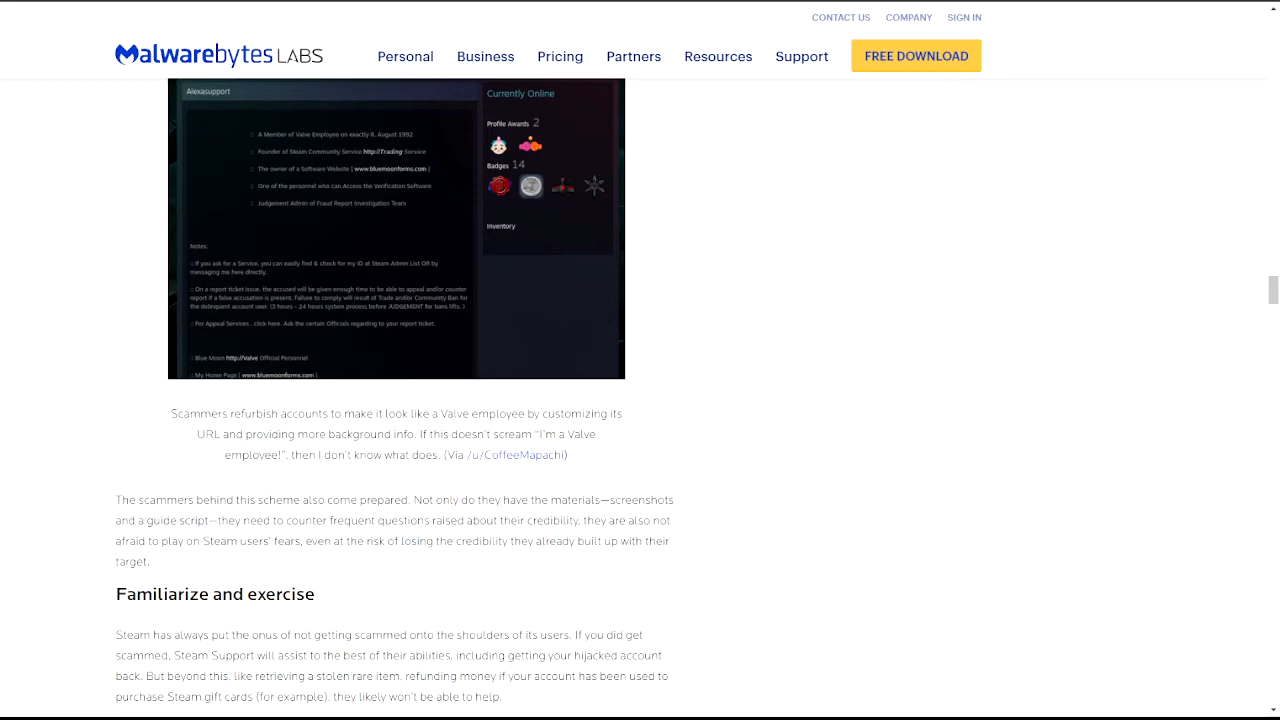 CONTACT US COMPANY SIGN IN
Malwarebytes LABS Personal Business Pricing Partners Resources Support FREE DOWNLOAD
Alexasupport
:: A Member of Valve Employee on exactly 6, August 1992
:: Founder of Steam Community Service http://Trading Service
:: The owner of a Software Website [ www.bluemoonforms.com ]
:: One of the personnel who can Access the Verification Software
:: Judgement Admin of Fraud Report Investigation Team
Notes:
:: If you ask for a Service, you can easily find & check for my ID at Steam Admin List OR by
messaging me here directly.
:: On a report ticket issue, the accused will be given enough time to be able to appeal and/or counter
report if a false accusation is present. Failure to comply will result of Trade and/or Community Ban for
the delinquent account user. (3 hours - 24 hours system process before JUDGEMENT for bans lifts. )
:: For Appeal Services , click here. Ask the certain Officials regarding to your report ticket.
:: Blue Moon http://Valve Official Personnel
:: My Home Page [ www.bluemoonforms.com ]
Currently Online
Profile Awards 2
Badges 14
Inventory
Scammers refurbish accounts to make it look like a Valve employee by customizing its
URL and providing more background info. If this doesn't scream “I'm a Valve
employee!”, then I don't know what does. (Via /u/CoffeeMapachi)
The scammers behind this scheme also come prepared. Not only do they have the materials—screenshots
and a guide script—they need to counter frequent questions raised about their credibility, they are also not
afraid to play on Steam users' fears, even at the risk of losing the credibility they already built up with their
target.
Familiarize and exercise
Steam has always put the onus of not getting scammed onto the shoulders of its users. If you did get
scammed, Steam Support will assist to the best of their abilities, including getting your hijacked account
back. But beyond this, like retrieving a stolen rare item, refunding money if your account has been used to
purchase Steam gift cards (for example), they likely won't be able to help.